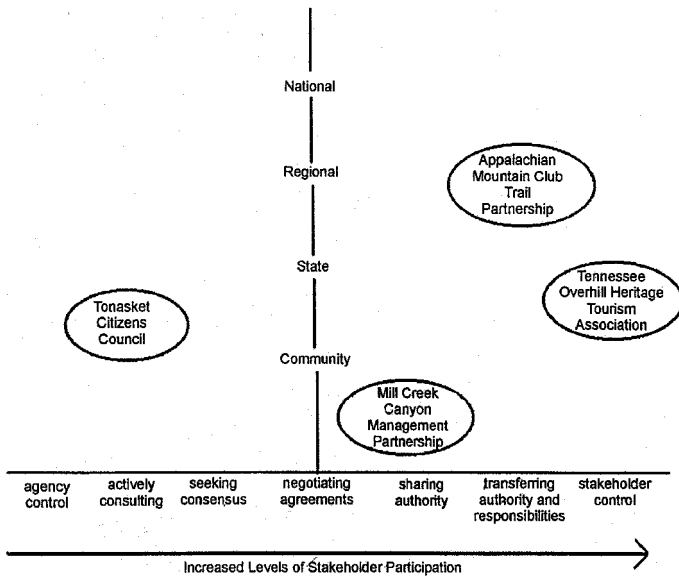 National
Regional
Appalachian
Mountain Club
Trail
Partnership
State
Tennessee
Overhill Heritage
Tourism
Association
Tonasket
Citizens
Council
Community
Mill Creek
Canyon
Management
Partnership
agency
control
actively
consulting
seeking
consensus
negotiating
agreements
sharing
authority
transferring
authority and
responsibilities
stakeholder
control
Increased Levels of Stakeholder Participation